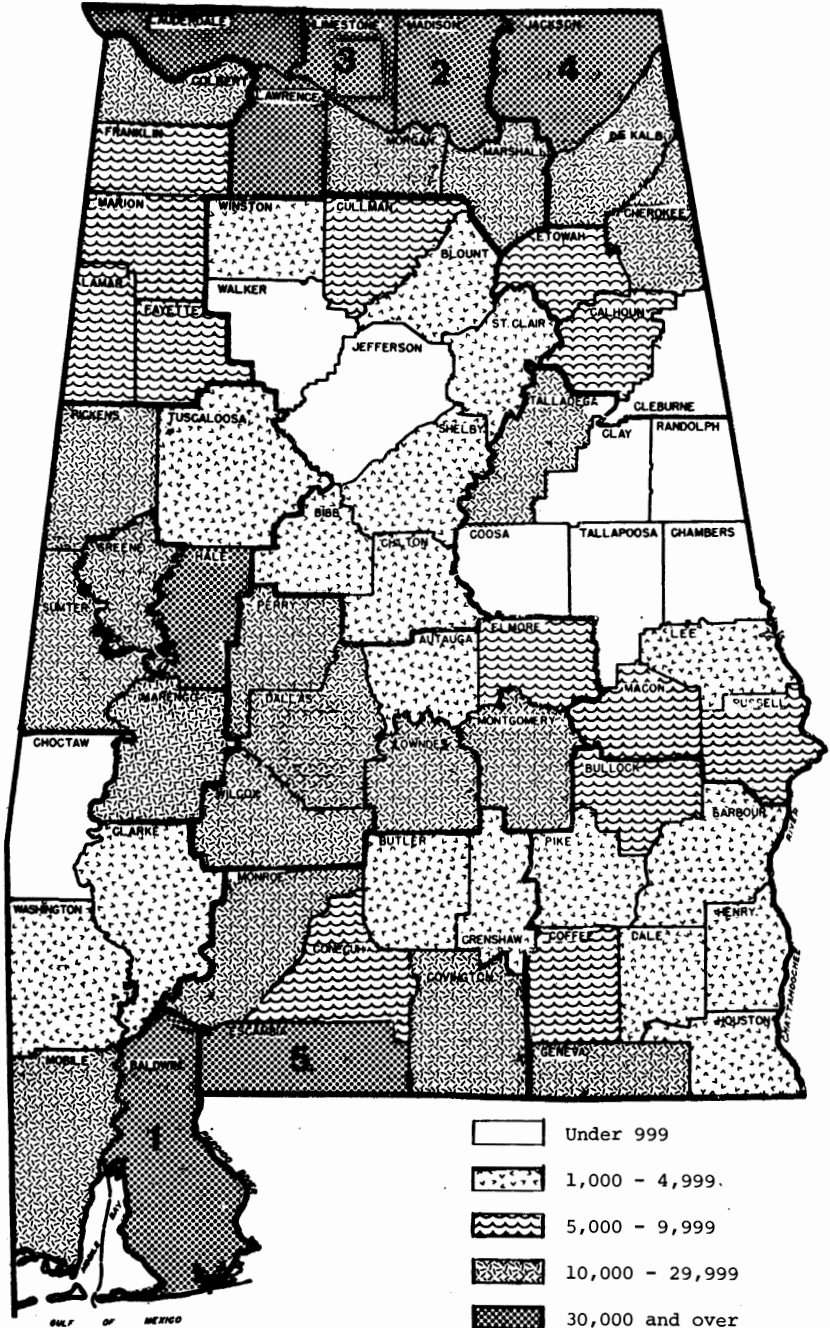 LAUDERDALE
LIMESTONE
MADISON
JACKSON
3
2
4
COLBERT
LAWRENCE
FRANKLIN
MORGAN
MARSHALL
DE KALB
MARION
WINSTON
CULLMAN
CHEROKEE
BLOUNT
ETOWAH
LAMAR
WALKER
FAYETTE
ST. CLAIR
CALHOUN
JEFFERSON
PICKENS
TUSCALOOSA
SHELBY
TALLADEGA
CLEBURNE
CLAY
RANDOLPH
BIBB
GREENE
HALE
CHILTON
COOSA
TALLAPOOSA
CHAMBERS
SUMTER
PERRY
AUTAUGA
ELMORE
LEE
MARENGO
DALLAS
MACON
RUSSELL
CHOCTAW
LOWNDES
MONTGOMERY
BULLOCK
WILCOX
CLARKE
BUTLER
PIKE
BARBOUR
RIVER
MONROE
WASHINGTON
CONECUH
CRENSHAW
COFFEE
DALE
HENRY
COVINGTON
CHATTAHOOCHEE
ESCAMBIA
HOUSTON
MOBILE
BALDWIN
5
GENEVA
1
BAY
GULF OF MEXICO
Under 999
1,000 - 4,999
5,000 - 9,999
10,000 - 29,999
30,000 and over